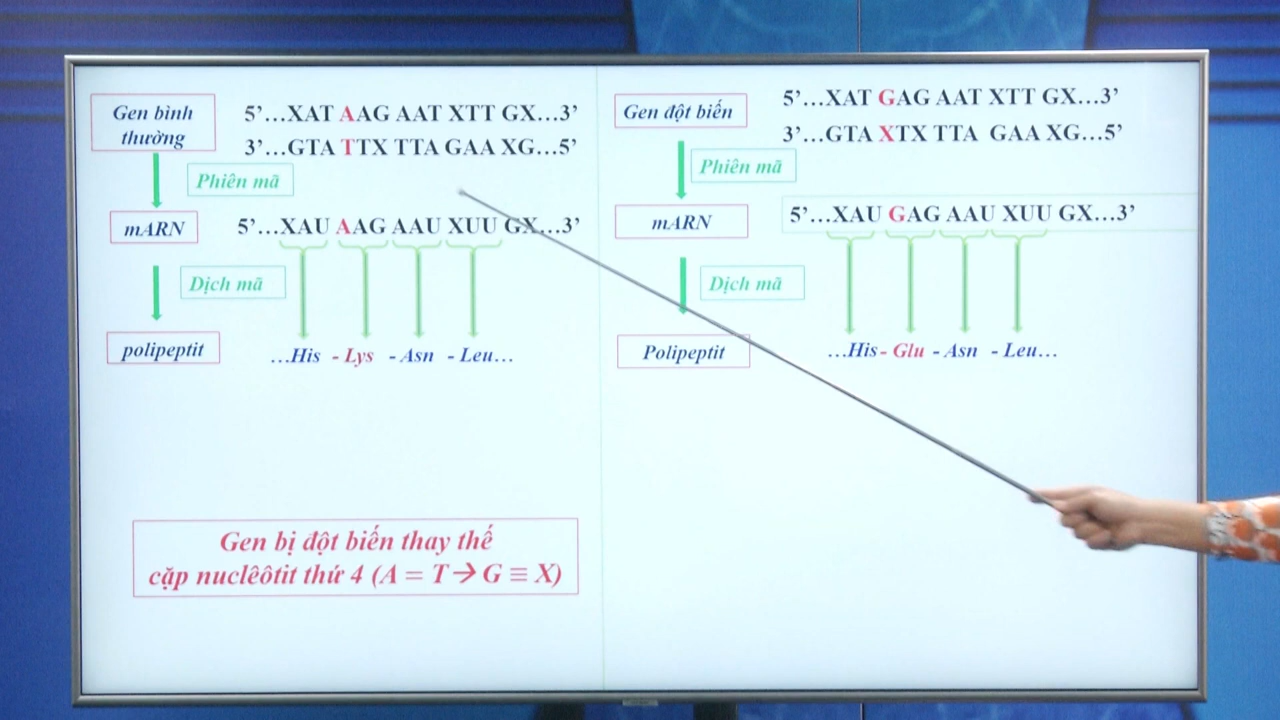 Gen bình
thường
5’...XAT AAG AAT XTT GX...3’
3’...GTA TTX TTA GAA XG...5’
Phiên mã
mARN
5’...XAU AAG AAU XUU GX...3’
Dịch mã
polipeptit
...His - Lys - Asn - Leu...
Gen bị đột biến thay thế
cặp nuclêôtit thứ 4 (A = T→ G ≡ X)
Gen đột biến
5’...XAT GAG AAT XTT GX...3’
3’...GTA XTX TTA GAA XG...5’
Phiên mã
mARN
5’...XAU GAG AAU XUU GX...3’
Dịch mã
Polipeptit
...His - Glu - Asn - Leu...